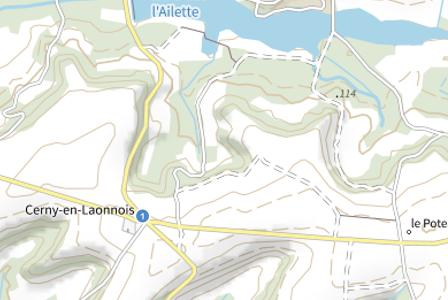 l'Ailette
114
Cerny-en-Laonnois
1
le Pote